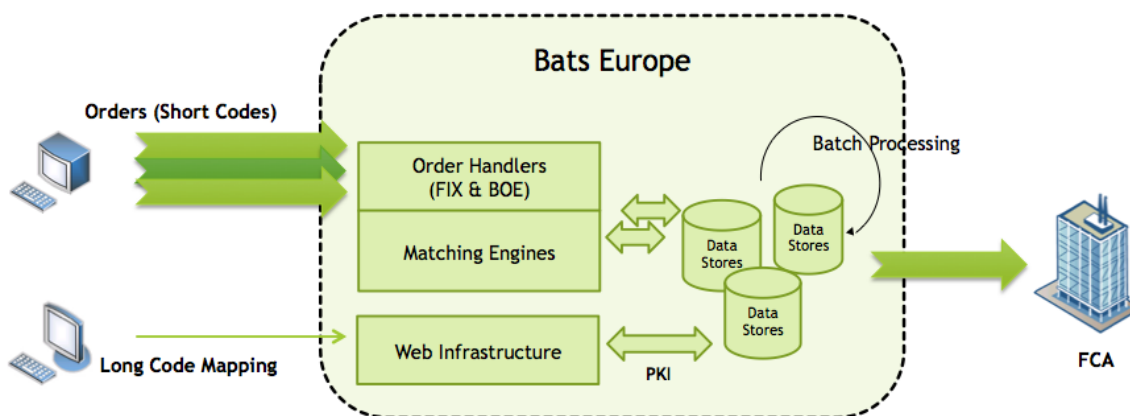 Bats Europe
Orders (Short Codes)
Order Handlers
(FIX & BOE)
Matching Engines
Batch Processing
Data
Stores
Data
Stores
Data
Stores
Long Code Mapping
Web Infrastructure
PKI
FCA